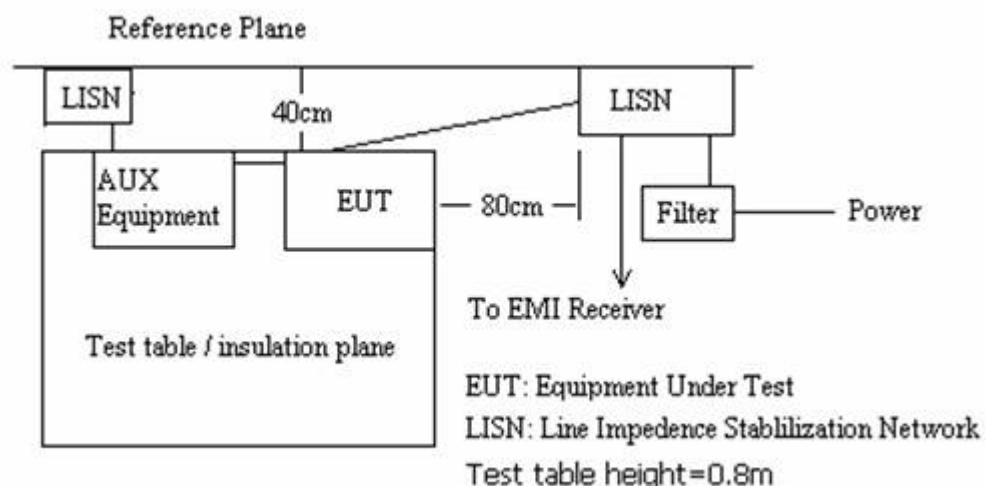 Reference Plane
LISN
LISN
40cm
AUX
Equipment
EUT
80cm
Filter
Power
To EMI Receiver
Test table / insulation plane
EUT: Equipment Under Test
LISN: Line Impedence Stablilization Network
Test table height=0.8m